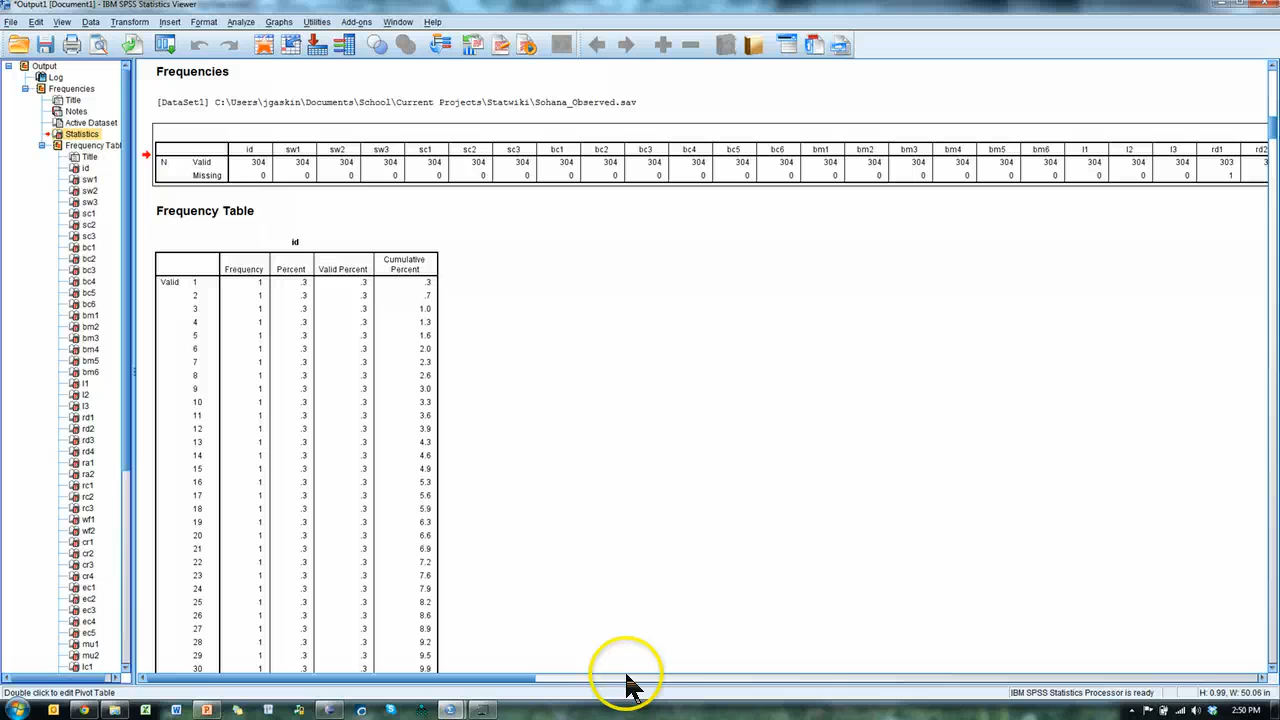 *Output1 [Document1] - IBM SPSS Statistics Viewer
File Edit View Data Transform Insert Format Analyze Graphs Utilities Add-ons Window Help
Output
Log
Frequencies
Title
Notes
Active Dataset
Statistics
Frequency Tabl
Title
id
sw1
sw2
sw3
sc1
sc2
sc3
bc1
bc2
bc3
bc4
bc5
bc6
bm1
bm2
bm3
bm4
bm5
bm6
l1
l2
l3
rd1
rd2
rd3
rd4
ra1
ra2
rc1
rc2
rc3
wf1
wf2
cr1
cr2
cr3
cr4
ec1
ec2
ec3
ec4
ec5
mu1
mu2
lc1
Frequencies
[DataSet1] C:\Users\jgaskin\Documents\School\Current Projects\Statwiki\Sohana_Observed.sav
id sw1 sw2 sw3 sc1 sc2 sc3 bc1 bc2 bc3 bc4 bc5 bc6 bm1 bm2 bm3 bm4 bm5 bm6 l1 l2 l3 rd1 rd2
N Valid 304 304 304 304 304 304 304 304 304 304 304 304 304 304 304 304 304 304 304 304 304 304 303 3
Missing 0 0 0 0 0 0 0 0 0 0 0 0 0 0 0 0 0 0 0 0 0 0 1
Frequency Table
id
Frequency Percent Valid Percent Cumulative Percent
Valid 1 1 .3 .3 .3
2 1 .3 .3 .7
3 1 .3 .3 1.0
4 1 .3 .3 1.3
5 1 .3 .3 1.6
6 1 .3 .3 2.0
7 1 .3 .3 2.3
8 1 .3 .3 2.6
9 1 .3 .3 3.0
10 1 .3 .3 3.3
11 1 .3 .3 3.6
12 1 .3 .3 3.9
13 1 .3 .3 4.3
14 1 .3 .3 4.6
15 1 .3 .3 4.9
16 1 .3 .3 5.3
17 1 .3 .3 5.6
18 1 .3 .3 5.9
19 1 .3 .3 6.3
20 1 .3 .3 6.6
21 1 .3 .3 6.9
22 1 .3 .3 7.2
23 1 .3 .3 7.6
24 1 .3 .3 7.9
25 1 .3 .3 8.2
26 1 .3 .3 8.6
27 1 .3 .3 8.9
28 1 .3 .3 9.2
29 1 .3 .3 9.5
30 1 .3 .3 9.9
Double click to edit Pivot Table
IBM SPSS Statistics Processor is ready
H: 0.99, W: 50.06 in
2:50 PM